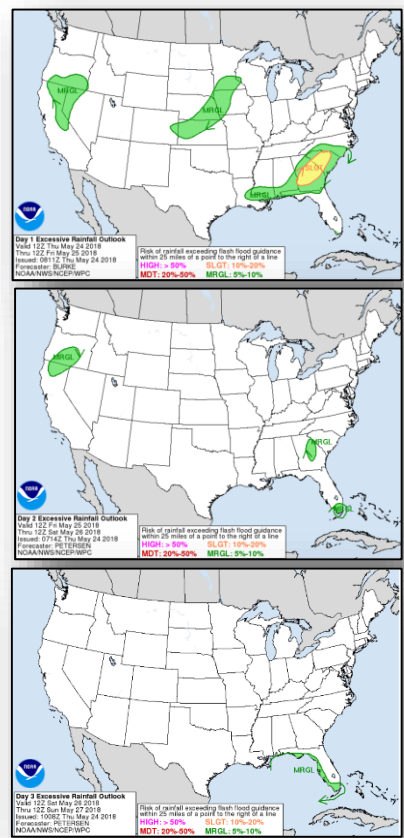 MRGL
MRGL
SLGT
MRGL
noaa
Day 1 Excessive Rainfall Outlook
Valid 12Z Thu May 24 2018
Thru 12Z Fri May 25 2018
Issued: 0811Z Thu May 24 2018
Forecaster: BURKE
NOAA/NWS/NCEP/WPC
Risk of rainfall exceeding flash flood guidance
within 25 miles of a point to the right of a line
HIGH: > 50% SLGT: 10%-20%
MDT: 20%-50% MRGL: 5%-10%
MRGL
MRGL
MRGL
noaa
Day 2 Excessive Rainfall Outlook
Valid 12Z Fri May 25 2018
Thru 12Z Sat May 26 2018
Issued: 0714Z Thu May 24 2018
Forecaster: PETERSEN
NOAA/NWS/NCEP/WPC
Risk of rainfall exceeding flash flood guidance
within 25 miles of a point to the right of a line
HIGH: > 50% SLGT: 10%-20%
MDT: 20%-50% MRGL: 5%-10%
MRGL
noaa
Day 3 Excessive Rainfall Outlook
Valid 12Z Sat May 26 2018
Thru 12Z Sun May 27 2018
Issued: 1008Z Thu May 24 2018
Forecaster: PETERSEN
NOAA/NWS/NCEP/WPC
Risk of rainfall exceeding flash flood guidance
within 25 miles of a point to the right of a line
HIGH: > 50% SLGT: 10%-20%
MDT: 20%-50% MRGL: 5%-10%